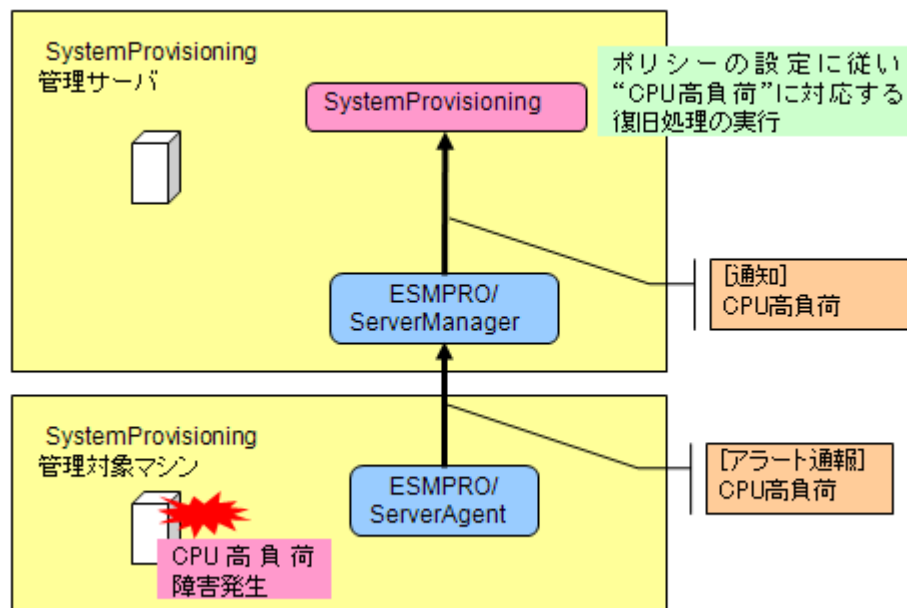 SystemProvisioning
管理サーバ
SystemProvisioning
ポリシーの設定に従い
“CPU高負荷”に対応する
復旧処理の実行
ESMPRO/
ServerManager
[通知]
CPU高負荷
SystemProvisioning
管理対象マシン
ESMPRO/
ServerAgent
[アラート通報]
CPU高負荷
CPU高負荷
障害発生